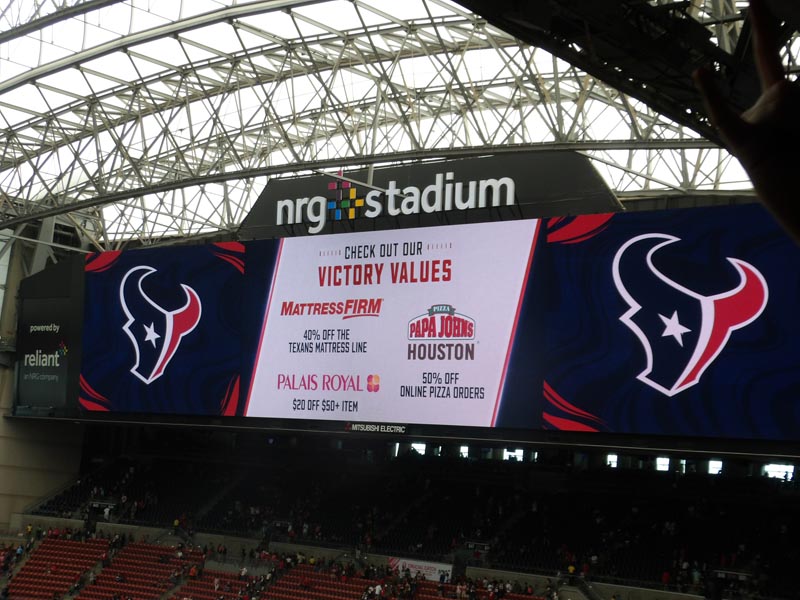 nrg stadium
CHECK OUT OUR
VICTORY VALUES
MATTRESSFIRM
40% OFF THE
TEXANS MATTRESS LINE
PIZZA
PAPA JOHNS
HOUSTON
PALAIS ROYAL
$20 OFF $50+ ITEM
50% OFF
ONLINE PIZZA ORDERS
powered by
reliant
an NRG company
MITSUBISHI ELECTRIC